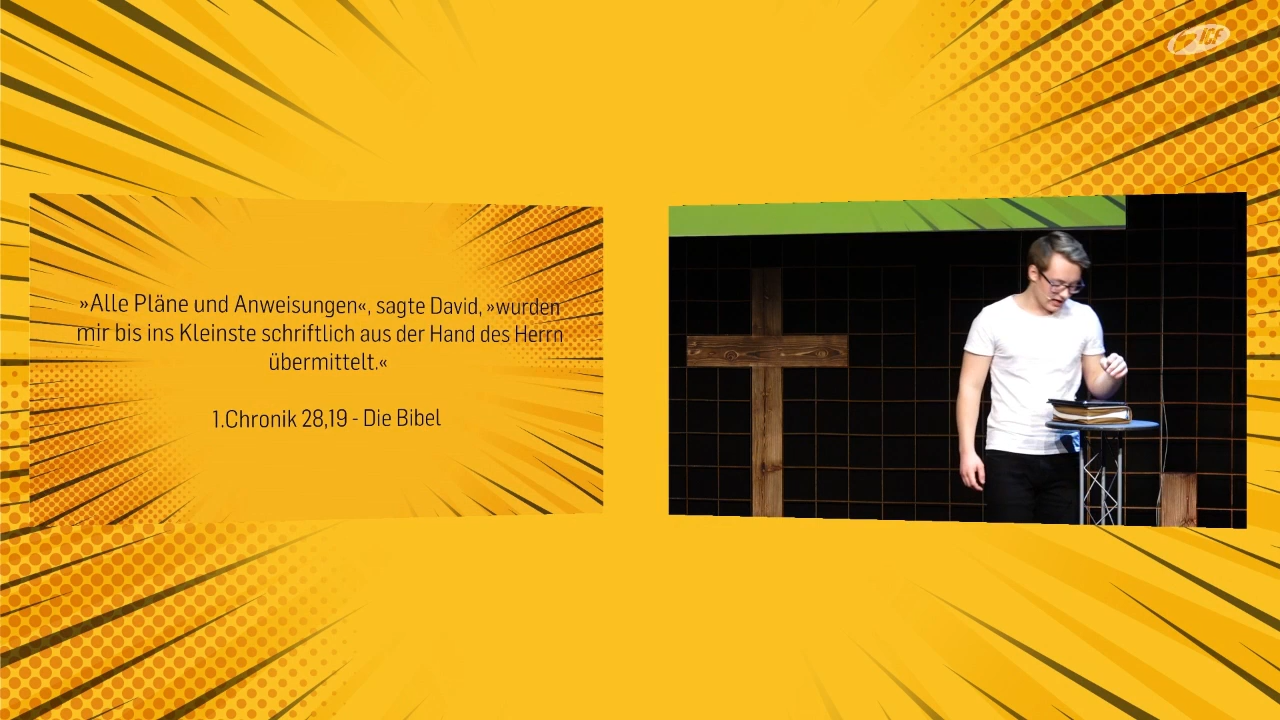 »Alle Pläne und Anweisungen«, sagte David, »wurden
mir bis ins Kleinste schriftlich aus der Hand des Herrn
übermittelt.«
1.Chronik 28,19 - Die Bibel
ICF